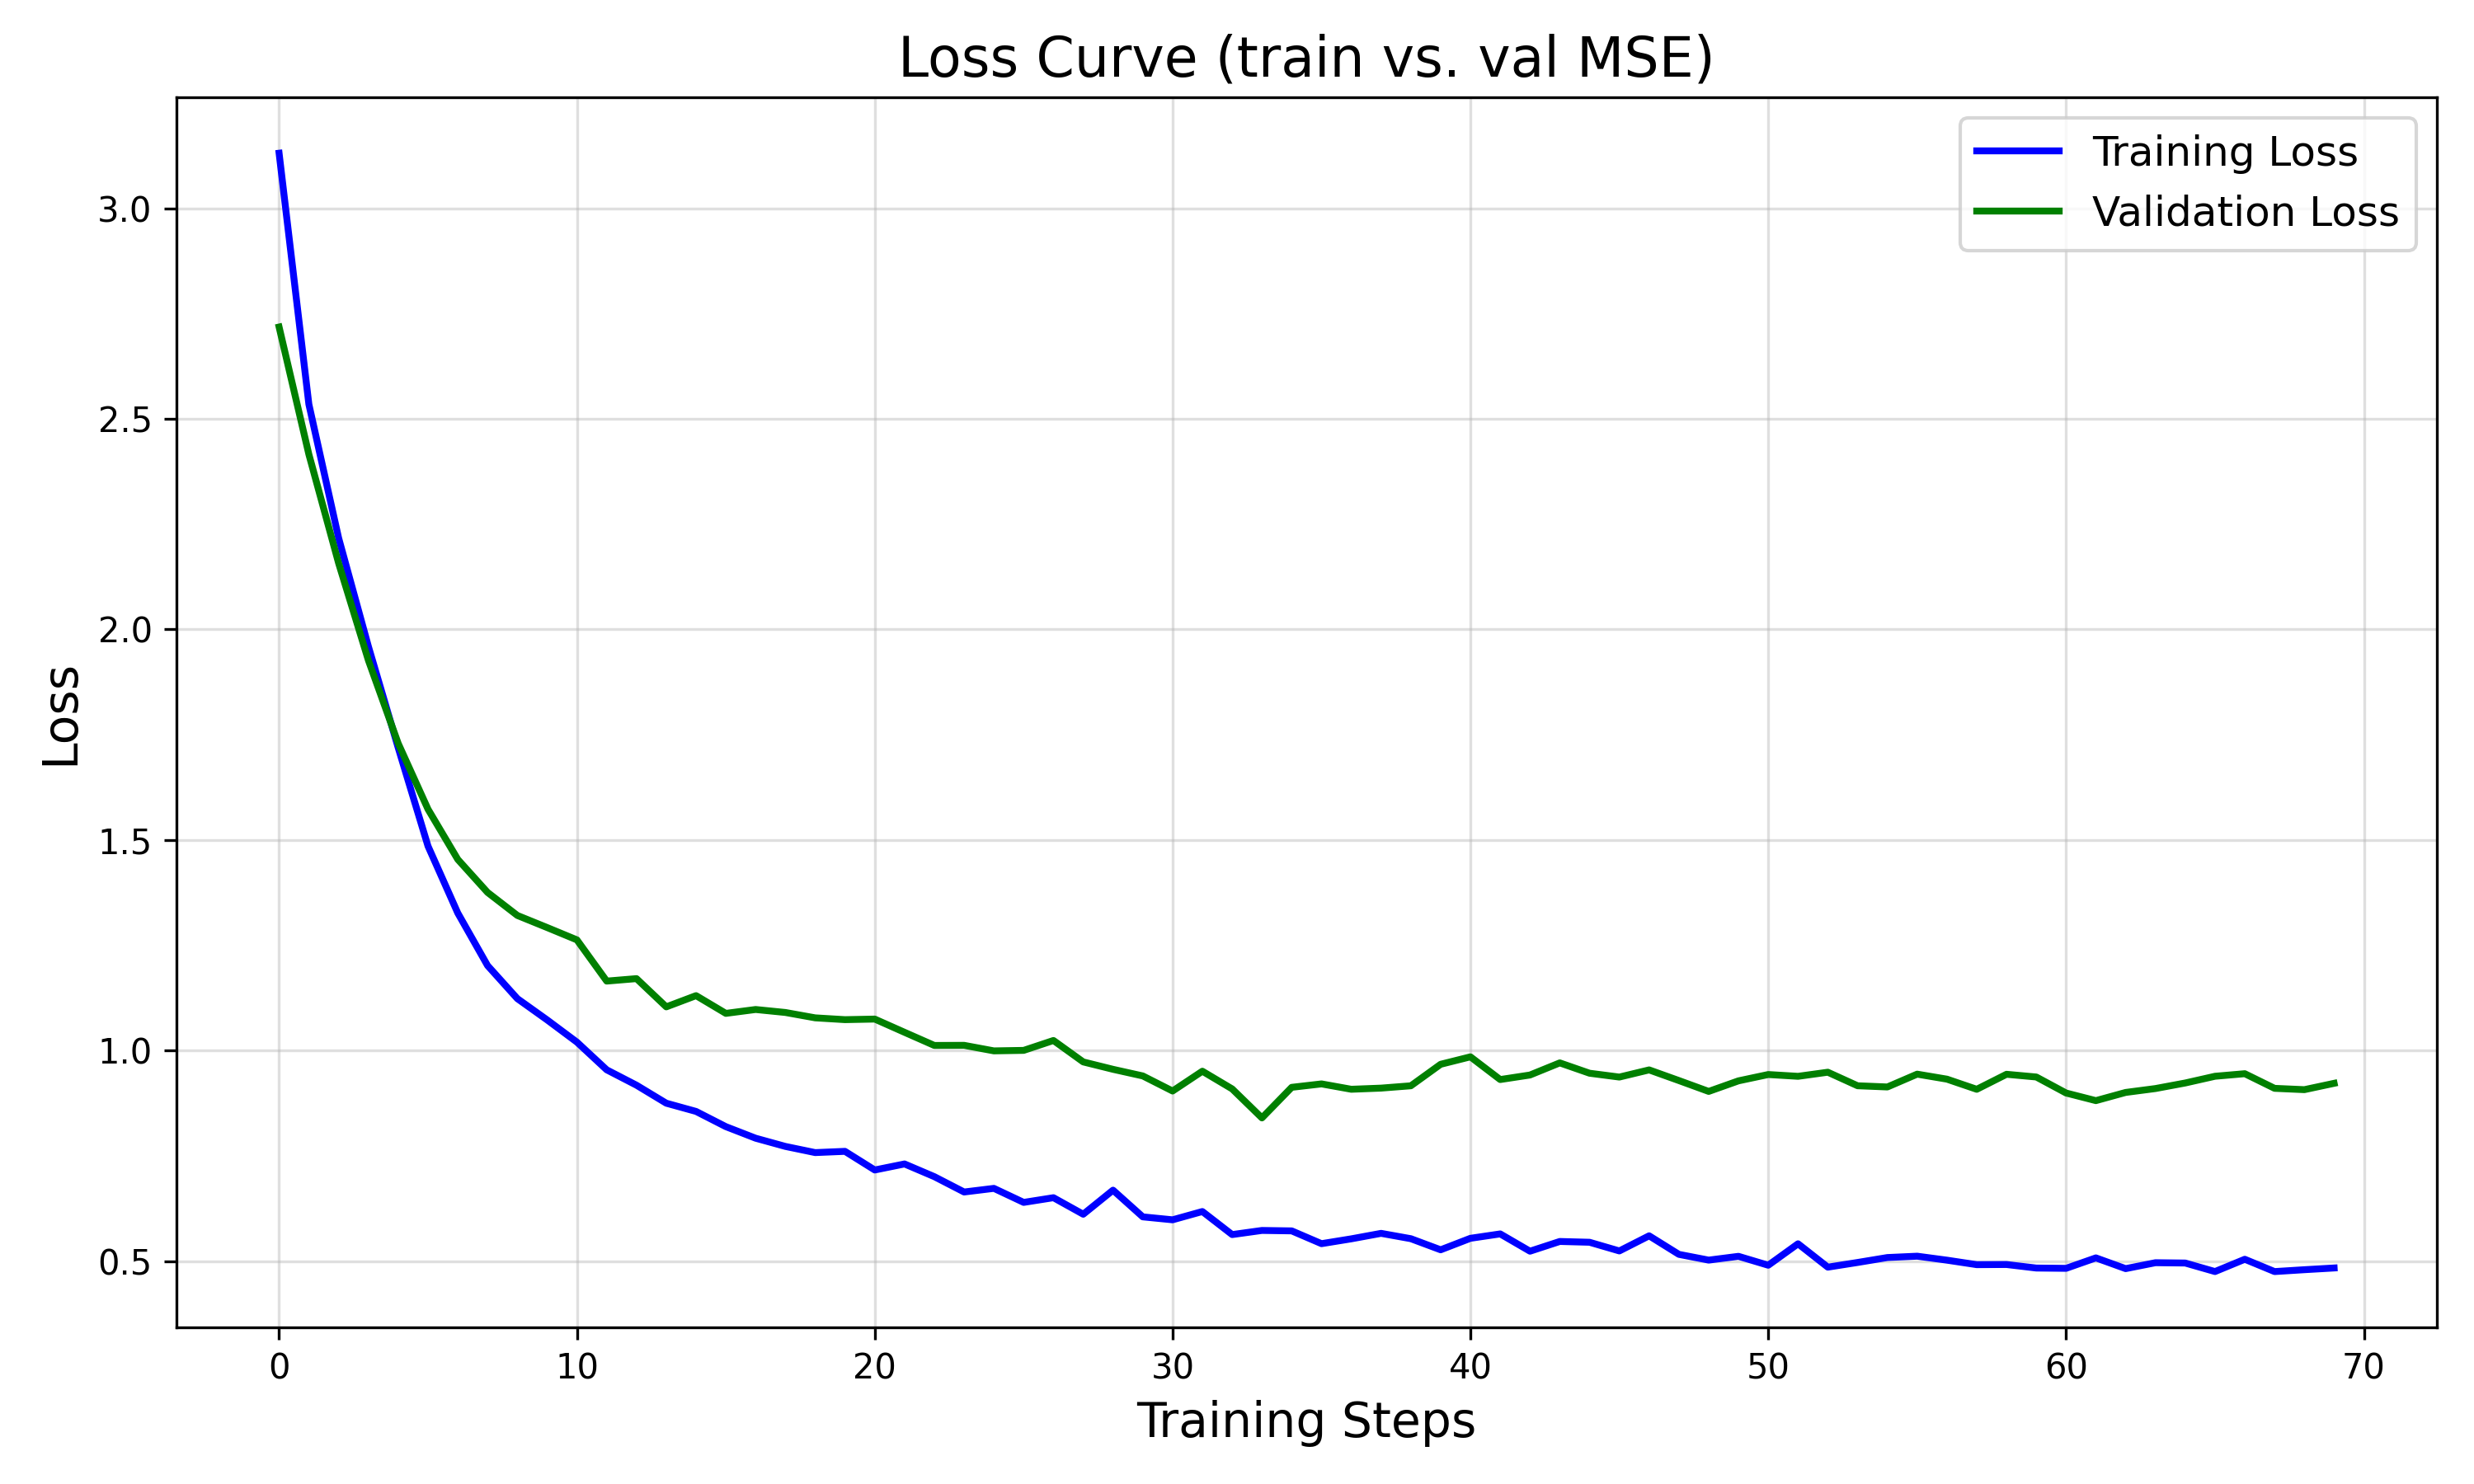 Loss Curve (train vs. val MSE)
Training Loss
Validation Loss
3.0
2.5
2.0
1.5
1.0
0.5
Loss
0 10 20 30 40 50 60 70
Training Steps